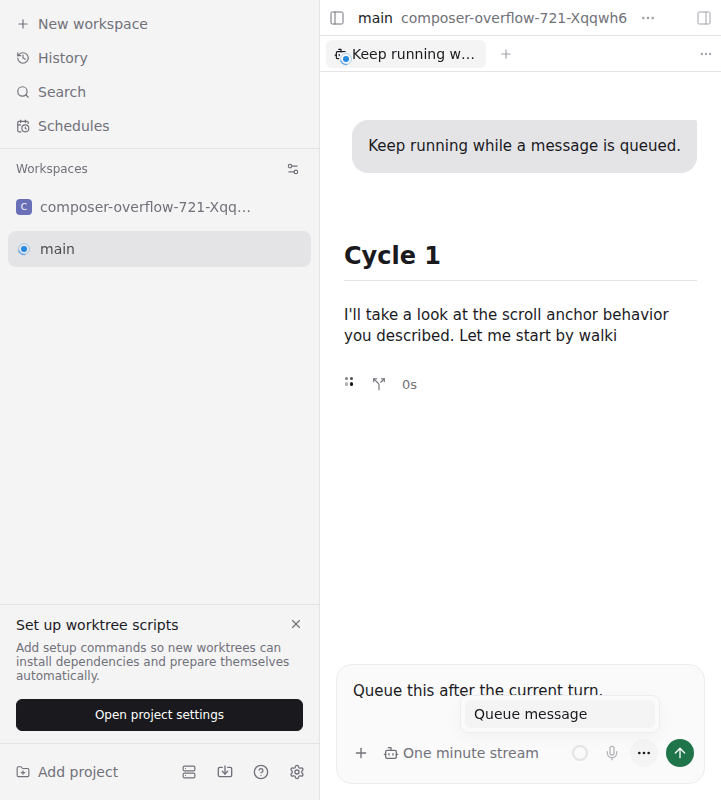 New workspace
History
Search
Schedules
Workspaces
C composer-overflow-721-Xqq...
main
Set up worktree scripts
Add setup commands so new worktrees can
install dependencies and prepare themselves
automatically.
Open project settings
Add project
main composer-overflow-721-Xqqwh6
Keep running w...
Keep running while a message is queued.
Cycle 1
I'll take a look at the scroll anchor behavior
you described. Let me start by walki
0s
Queue this after the current turn.
Queue message
One minute stream